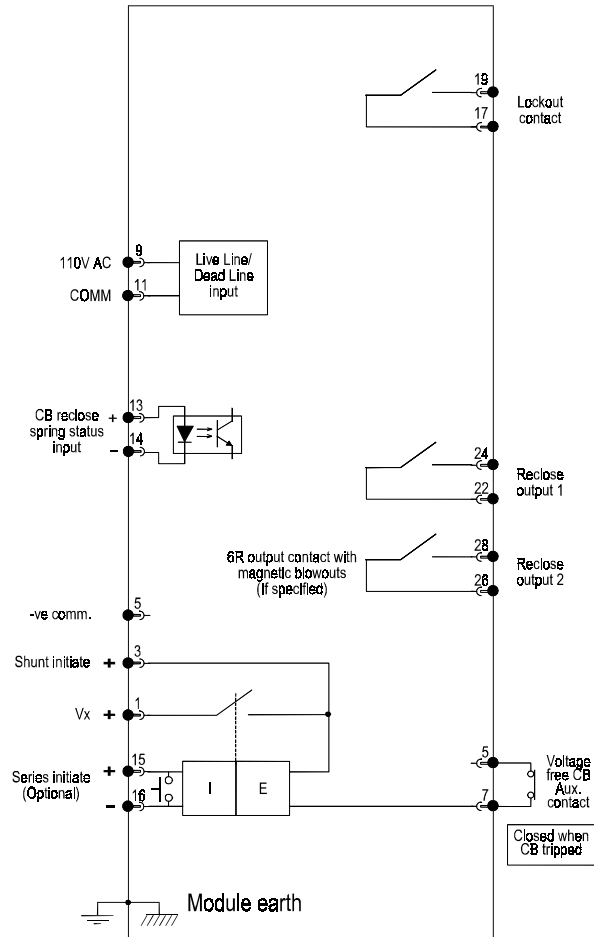 19
17
Lockout
contact
110V AC
9
COMM
11
Live Line/
Dead Line
input
CB reclose
spring status
input
+
13
-
14
24
22
Reclose
output 1
6R output contact with
magnetic blowouts
(If specified)
28
26
Reclose
output 2
-ve comm.
5
Shunt initiate +
3
Vx +
1
Series initiate
(Optional)
+
15
-
16
I
E
5
7
Voltage
free CB
Aux.
contact
Closed when
CB tripped
Module earth